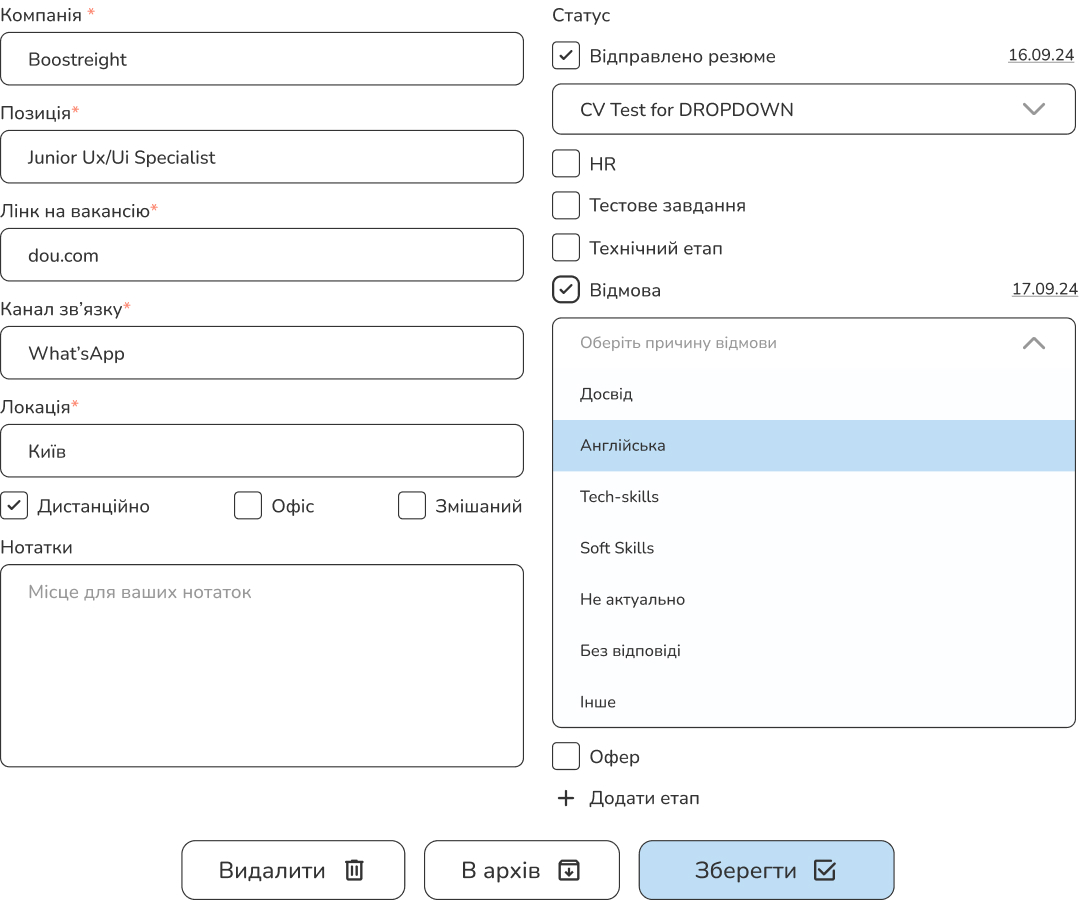 Компанія *
Boostreight
Позиція*
Junior Ux/Ui Specialist
Лінк на вакансію*
dou.com
Канал зв’язку*
What’sApp
Локація*
Київ
Дистанційно
Офіс
Змішаний
Нотатки
Місце для ваших нотаток
Статус
Відправлено резюме 16.09.24
CV Test for DROPDOWN
HR
Тестове завдання
Технічний етап
Відмова 17.09.24
Оберіть причину відмови
Досвід
Англійська
Tech-skills
Soft Skills
Не актуально
Без відповіді
Інше
Офер
+ Додати етап
Видалити
В архів
Зберегти